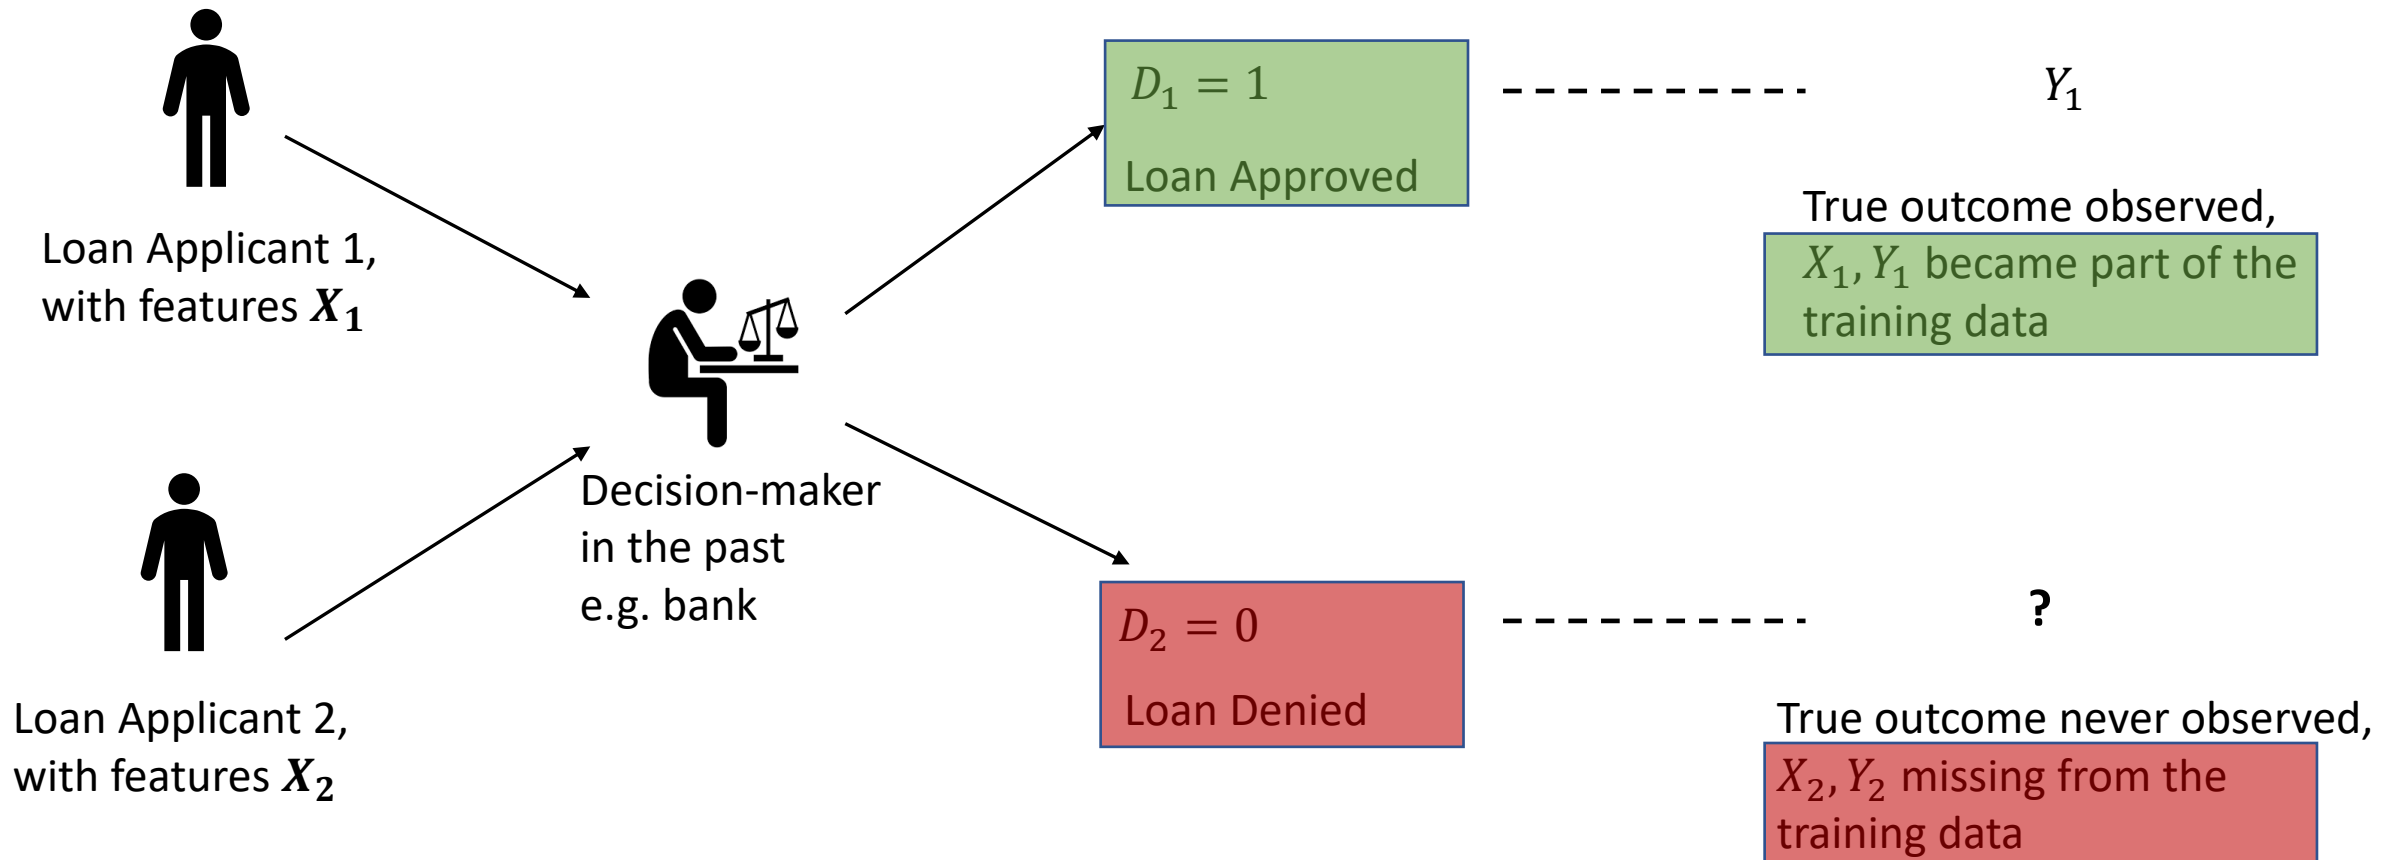 Loan Applicant 1,
with features X₁
Loan Applicant 2,
with features X₂
Decision-maker
in the past
e.g. bank
D₁ = 1
Loan Approved
Y₁
True outcome observed,
X₁, Y₁ became part of the
training data
D₂ = 0
Loan Denied
?
True outcome never observed,
X₂, Y₂ missing from the
training data